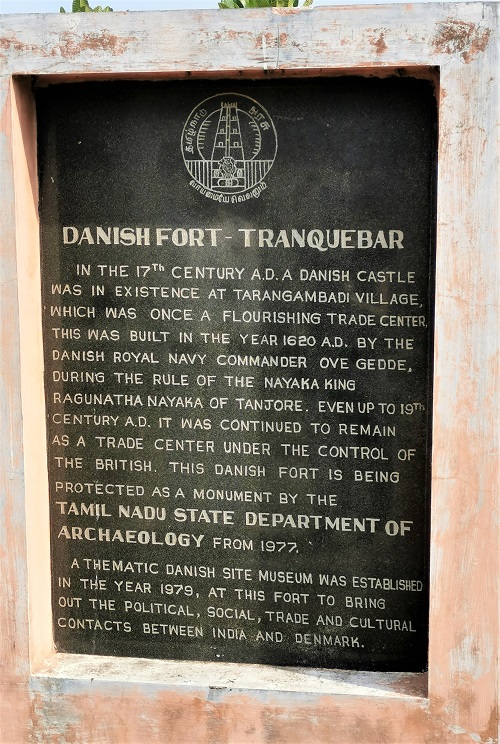 தமிழ்நாடு அரசு
வாய்மையே வெல்லும்
DANISH FORT - TRANQUEBAR
IN THE 17Th CENTURY A.D. A DANISH CASTLE
WAS IN EXISTENCE AT TARANGAMBADI VILLAGE,
WHICH WAS ONCE A FLOURISHING TRADE CENTER.
THIS WAS BUILT IN THE YEAR 1620 A.D. BY THE
DANISH ROYAL NAVY COMMANDER OVE GEDDE,
DURING THE RULE OF THE NAYAKA KING
RAGUNATHA NAYAKA OF TANJORE. EVEN UP TO 19Th
CENTURY A.D. IT WAS CONTINUED TO REMAIN
AS A TRADE CENTER UNDER THE CONTROL OF
THE BRITISH. THIS DANISH FORT IS BEING
PROTECTED AS A MONUMENT BY THE
TAMIL NADU STATE DEPARTMENT OF
ARCHAEOLOGY FROM 1977.
A THEMATIC DANISH SITE MUSEUM WAS ESTABLISHED
IN THE YEAR 1979, AT THIS FORT TO BRING
OUT THE POLITICAL, SOCIAL, TRADE AND CULTURAL
CONTACTS BETWEEN INDIA AND DENMARK.